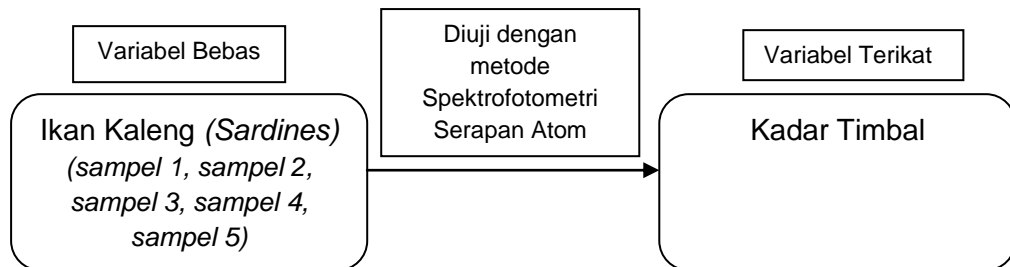 Variabel Bebas
Ikan Kaleng (Sardines)
(sampel 1, sampel 2,
sampel 3, sampel 4,
sampel 5)
Diuji dengan
metode
Spektrofotometri
Serapan Atom
Variabel Terikat
Kadar Timbal